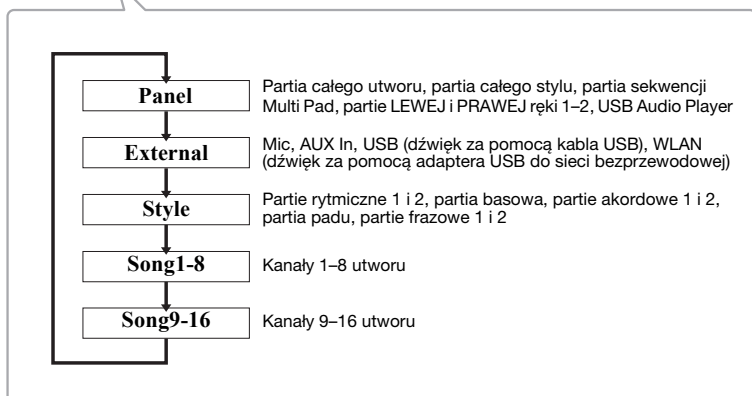 Panel
Partia całego utworu, partia całego stylu, partia sekwencji
Multi Pad, partie LEWEJ i PRAWEJ ręki 1–2, USB Audio Player
External
Mic, AUX In, USB (dźwięk za pomocą kabla USB), WLAN
(dźwięk za pomocą adaptera USB do sieci bezprzewodowej)
Style
Partie rytmiczne 1 i 2, partia basowa, partie akordowe 1 i 2,
partia padu, partie frazowe 1 i 2
Song1-8
Kanały 1–8 utworu
Song9-16
Kanały 9–16 utworu